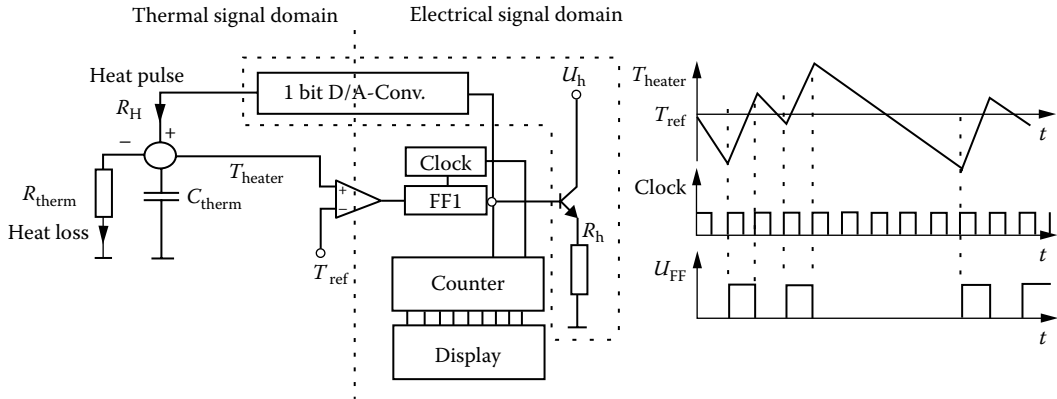 Thermal signal domain
Electrical signal domain
Heat pulse
R_H
1 bit D/A-Conv.
U_h
−
+
T_heater
Clock
FF1
+
−
R_therm
C_therm
Heat loss
T_ref
R_h
Counter
Display
T_heater
T_ref
t
Clock
t
U_FF
t